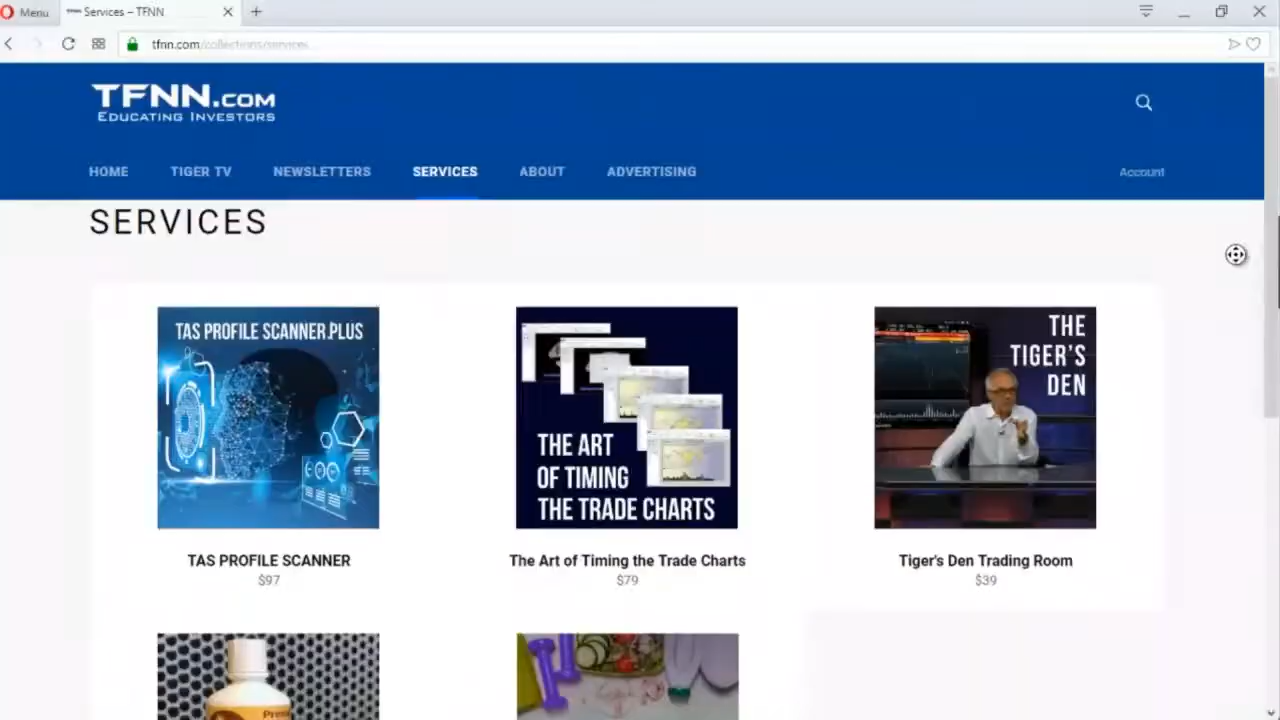 Menu
Services – TFNN
tfnn.com/collections/services
TFNN.COM
EDUCATING INVESTORS
HOME TIGER TV NEWSLETTERS SERVICES ABOUT ADVERTISING Account
SERVICES
TAS PROFILE SCANNER.PLUS
THE ART
OF TIMING
THE TRADE CHARTS
THE
TIGER'S
DEN
TAS PROFILE SCANNER
$97
The Art of Timing the Trade Charts
$79
Tiger's Den Trading Room
$39